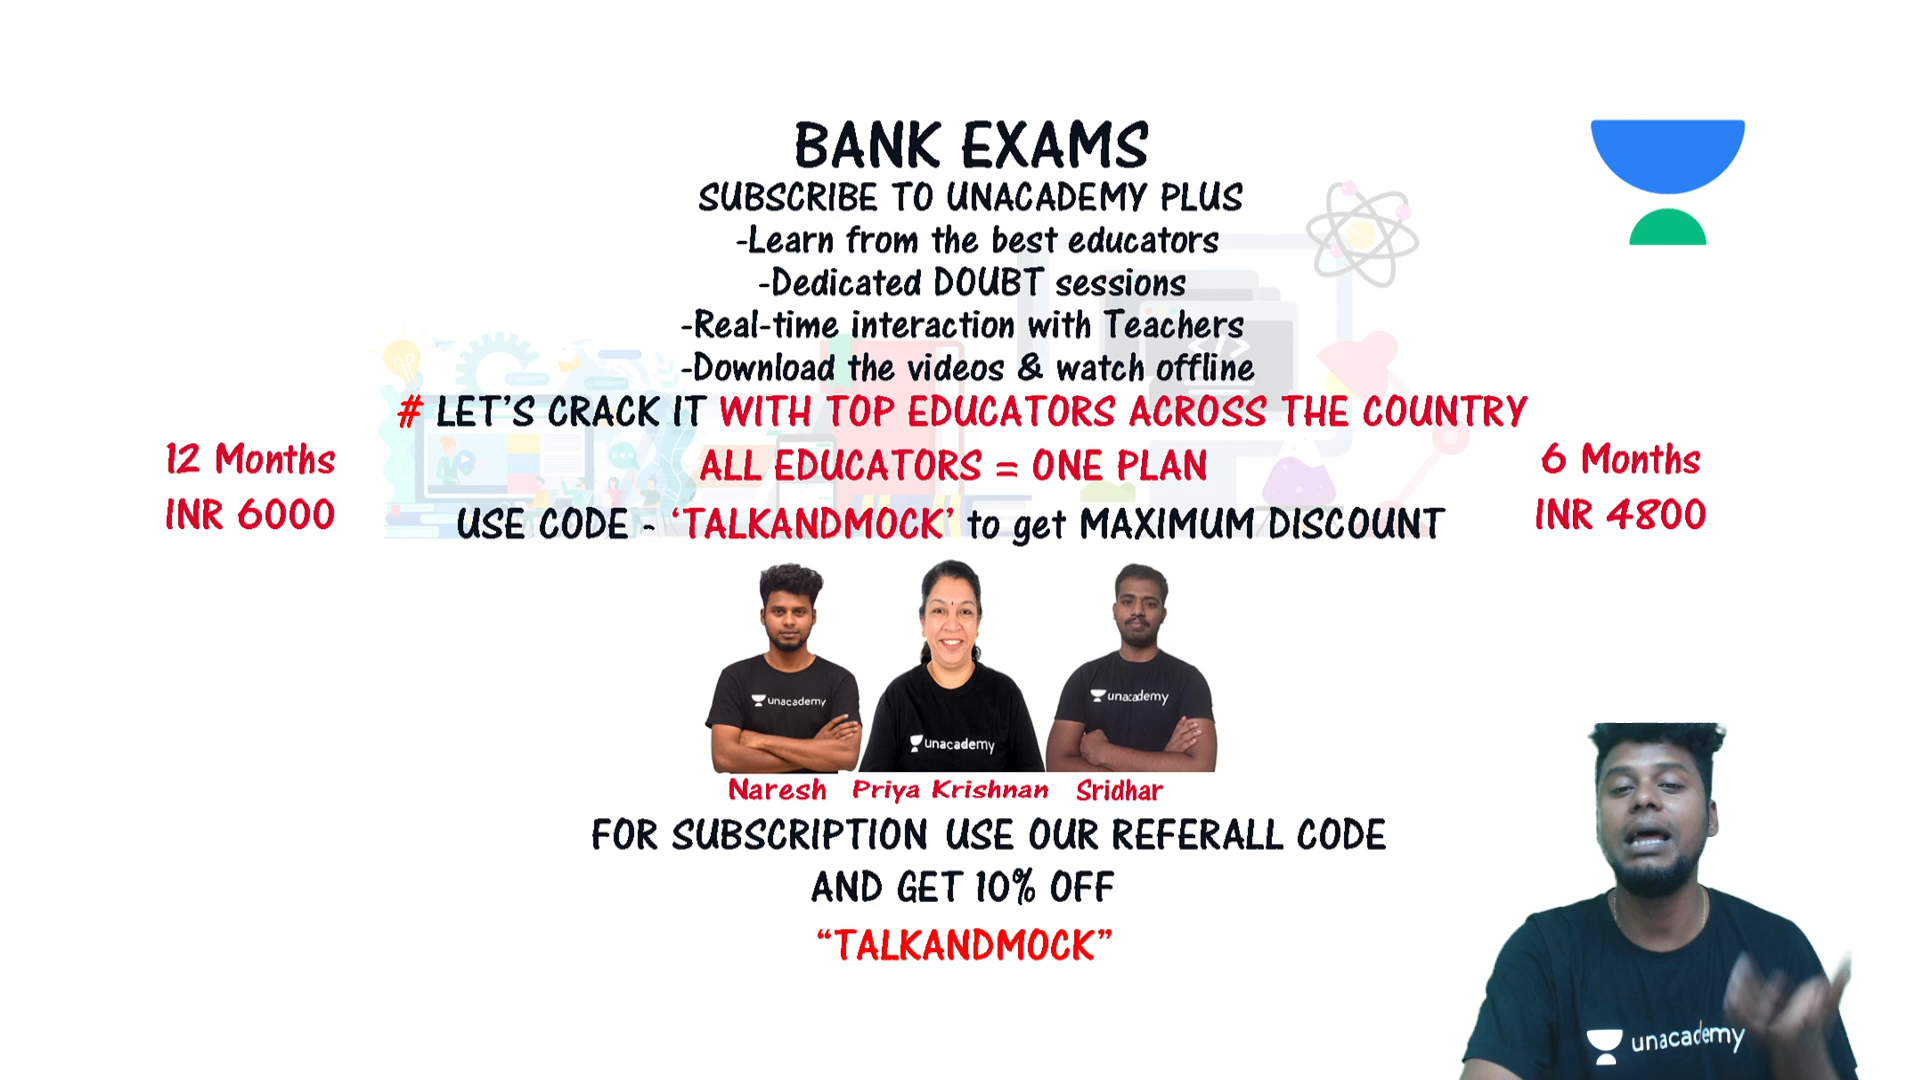 BANK EXAMS
SUBSCRIBE TO UNACADEMY PLUS
-Learn from the best educators
-Dedicated DOUBT sessions
-Real-time interaction with Teachers
-Download the videos & watch offline
# LET'S CRACK IT WITH TOP EDUCATORS ACROSS THE COUNTRY
12 Months
INR 6000
ALL EDUCATORS = ONE PLAN
6 Months
INR 4800
USE CODE - ‘TALKANDMOCK’ to get MAXIMUM DISCOUNT
unacademy
unacademy
unacademy
Naresh
Priya Krishnan
Sridhar
FOR SUBSCRIPTION USE OUR REFERALL CODE
AND GET 10% OFF
“TALKANDMOCK”
unacademy